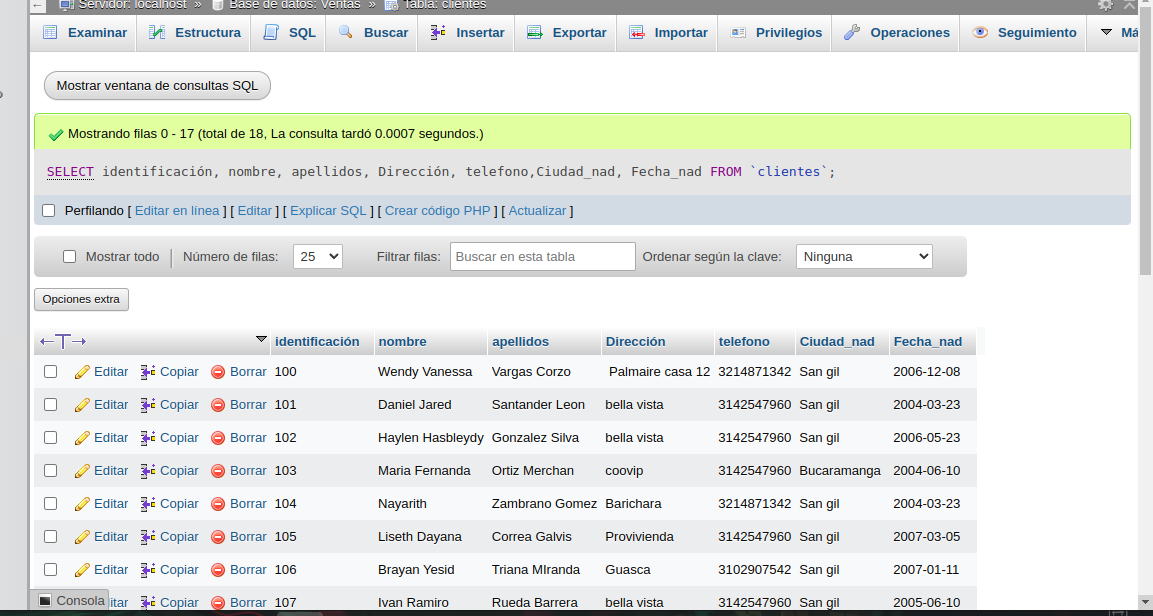 Servidor: localhost » Base de datos: Ventas » Tabla: clientes
Examinar Estructura SQL Buscar Insertar Exportar Importar Privilegios Operaciones Seguimiento Má
Mostrar ventana de consultas SQL
Mostrando filas 0 - 17 (total de 18, La consulta tardó 0.0007 segundos.)
SELECT identificación, nombre, apellidos, Dirección, telefono,Ciudad_nad, Fecha_nad FROM `clientes`;
Perfilando [ Editar en línea ] [ Editar ] [ Explicar SQL ] [ Crear código PHP ] [ Actualizar ]
Mostrar todo Número de filas: 25 Filtrar filas: Buscar en esta tabla Ordenar según la clave: Ninguna
Opciones extra
←T→ identificación nombre apellidos Dirección telefono Ciudad_nad Fecha_nad
Editar Copiar Borrar 100 Wendy Vanessa Vargas Corzo Palmaire casa 12 3214871342 San gil 2006-12-08
Editar Copiar Borrar 101 Daniel Jared Santander Leon bella vista 3142547960 San gil 2004-03-23
Editar Copiar Borrar 102 Haylen Hasbleydy Gonzalez Silva bella vista 3142547960 San gil 2006-05-23
Editar Copiar Borrar 103 Maria Fernanda Ortiz Merchan coovip 3142547960 Bucaramanga 2004-06-10
Editar Copiar Borrar 104 Nayarith Zambrano Gomez Barichara 3214871342 San gil 2004-03-23
Editar Copiar Borrar 105 Liseth Dayana Correa Galvis Provivienda 3142547960 San gil 2007-03-05
Editar Copiar Borrar 106 Brayan Yesid Triana MIranda Guasca 3102907542 San gil 2007-01-11
Consola itar Copiar Borrar 107 Ivan Ramiro Rueda Barrera bella vista 3142547960 San gil 2005-06-10